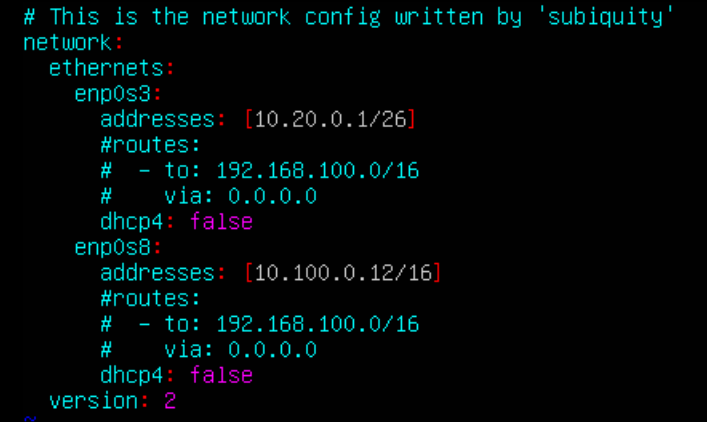 # This is the network config written by 'subiquity'
network:
  ethernets:
    enp0s3:
      addresses: [10.20.0.1/26]
      #routes:
      #  - to: 192.168.100.0/16
      #    via: 0.0.0.0
      dhcp4: false
    enp0s8:
      addresses: [10.100.0.12/16]
      #routes:
      #  - to: 192.168.100.0/16
      #    via: 0.0.0.0
      dhcp4: false
  version: 2
~